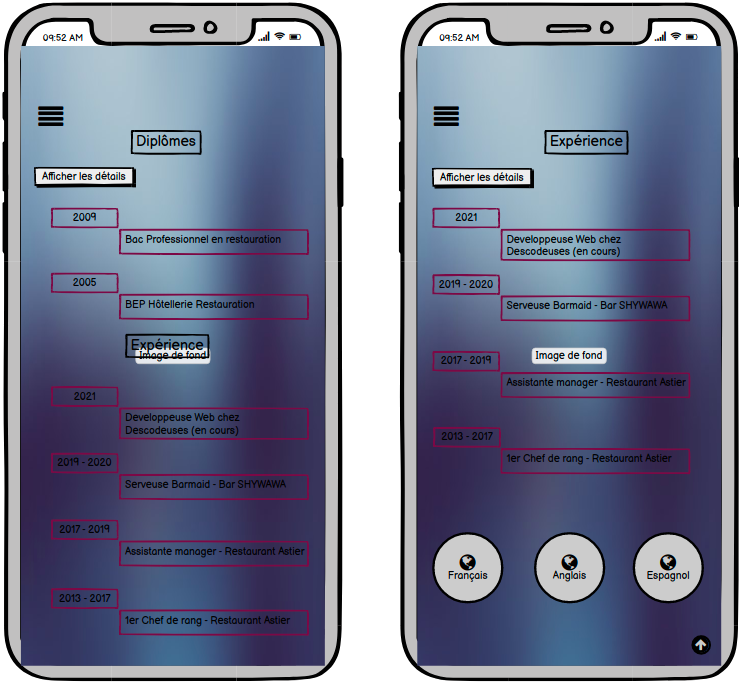 09:52 AM
Diplômes
Afficher les détails
2009
Bac Professionnel en restauration
2005
BEP Hôtellerie Restauration
Expérience
Image de fond
2021
Developpeuse Web chez
Descodeuses (en cours)
2019 - 2020
Serveuse Barmaid - Bar SHYWAWA
2017 - 2019
Assistante manager - Restaurant Astier
2013 - 2017
1er Chef de rang - Restaurant Astier
09:52 AM
Expérience
Afficher les détails
2021
Developpeuse Web chez
Descodeuses (en cours)
2019 - 2020
Serveuse Barmaid - Bar SHYWAWA
2017 - 2019
Image de fond
Assistante manager - Restaurant Astier
2013 - 2017
1er Chef de rang - Restaurant Astier
Français
Anglais
Espagnol